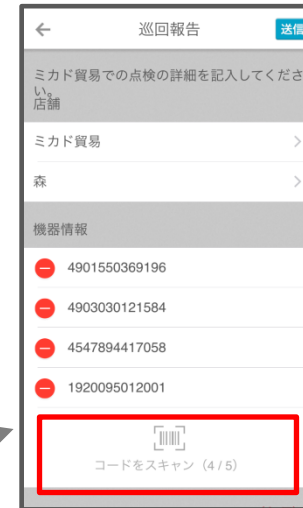 巡回報告
送信
ミカド貿易での点検の詳細を記入してくださ
い。
店舗
ミカド貿易
森
機器情報
4901550369196
4903030121584
4547894417058
1920095012001
コードをスキャン（4 / 5）